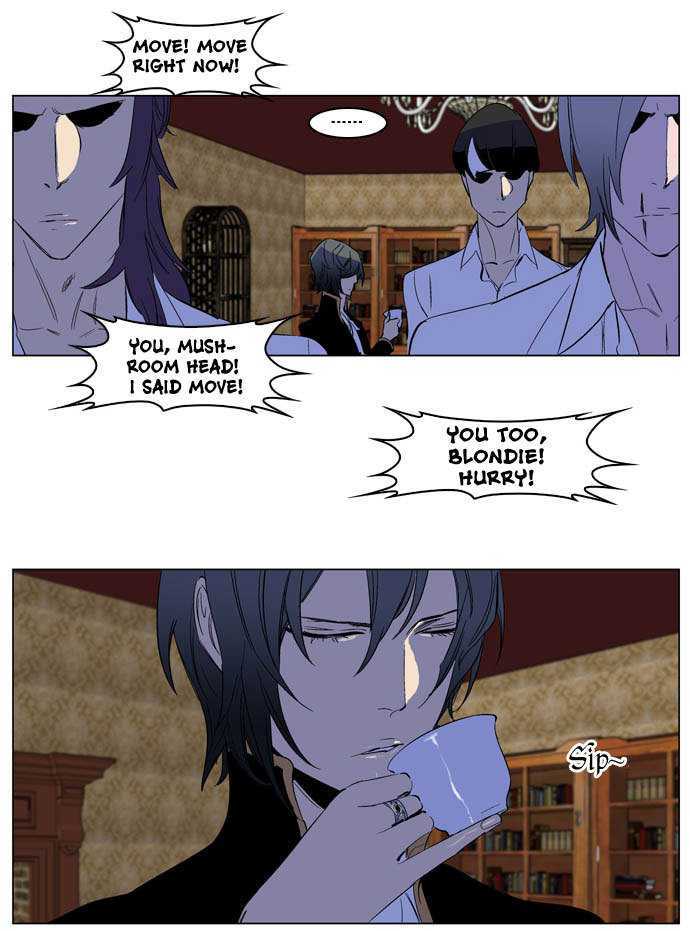 MOVE! MOVE
RIGHT NOW!
------
YOU, MUSH-
ROOM HEAD!
I SAID MOVE!
YOU TOO,
BLONDIE!
HURRY!
Sip~